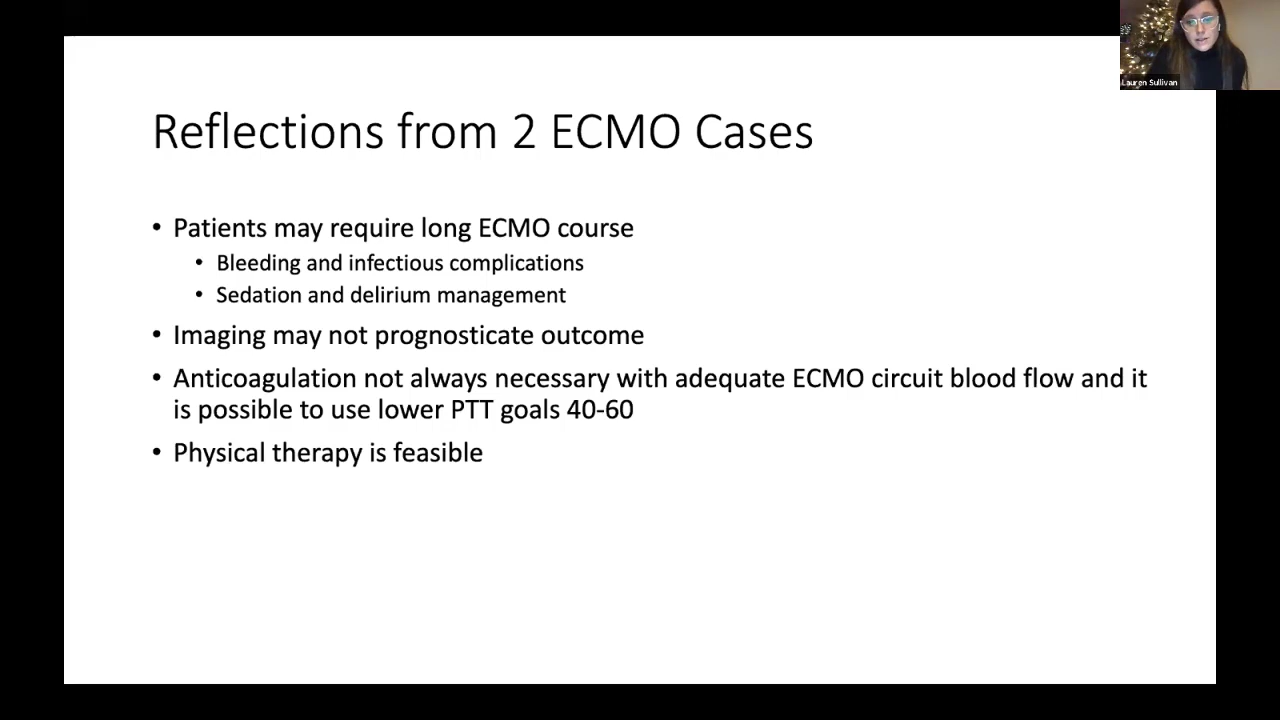 Lauren Sullivan
Reflections from 2 ECMO Cases
• Patients may require long ECMO course
• Bleeding and infectious complications
• Sedation and delirium management
• Imaging may not prognosticate outcome
• Anticoagulation not always necessary with adequate ECMO circuit blood flow and it
is possible to use lower PTT goals 40-60
• Physical therapy is feasible